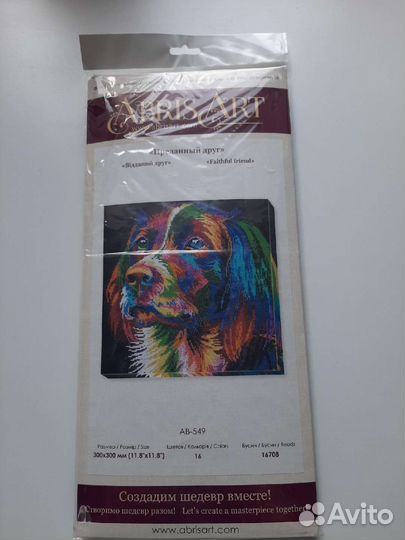 ABRIS ART
«Преданный друг»
«Відданий друг» «Faithful friend»
AB-549
Размер / Розмір / Size Цветов / Кольорів / Colors Бусин / Бусин / Beads
300x300 мм (11.8"x11.8") 16 16708
Создадим шедевр вместе!
Створимо шедевр разом! Let's create a masterpiece together!
www.abrisart.com
Avito